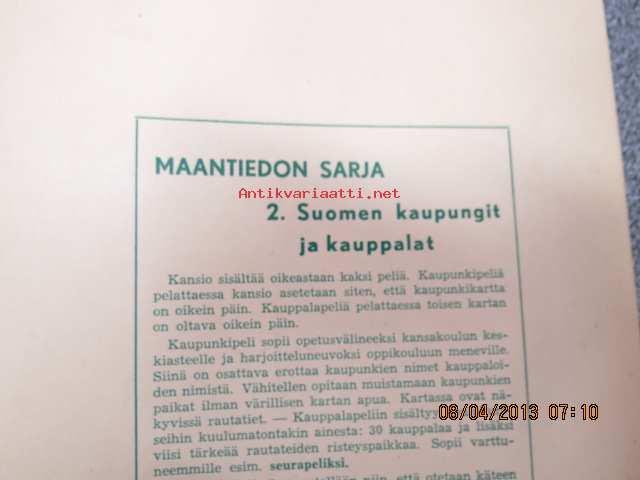 MAANTIEDON SARJA
Antikvariaatti.net
2. Suomen kaupungit
ja kauppalat
Kansio sisältää oikeastaan kaksi peliä. Kaupunkipeliä
pelattaessa kansio asetetaan siten, että kaupunkikartta
on oikein päin. Kauppalapeliä pelattaessa toisen kartan
on oltava oikein päin.
Kaupunkipeli sopii opetusvälineeksi kansakoulun kes-
kiasteelle ja harjoitteluneuvoksi oppikouluun meneville.
Siinä on osattava erottaa kaupunkien nimet kauppaloi-
den nimistä. Vähitellen opitaan muistamaan kaupunkien
paikat ilman värillisen kartan apua. Kartassa ovat nä-
kyvissä rautatiet. — Kauppalapeliin sisältyy
seihin kuulumatontakin ainesta: 30 kauppalaa ja lisäksi
viisi tärkeää rautateiden risteyspaikkaa. Sopii varttu-
neemmille esim. seurapeliksi.
niin, että otetaan käteen
08/04/2013 07:10